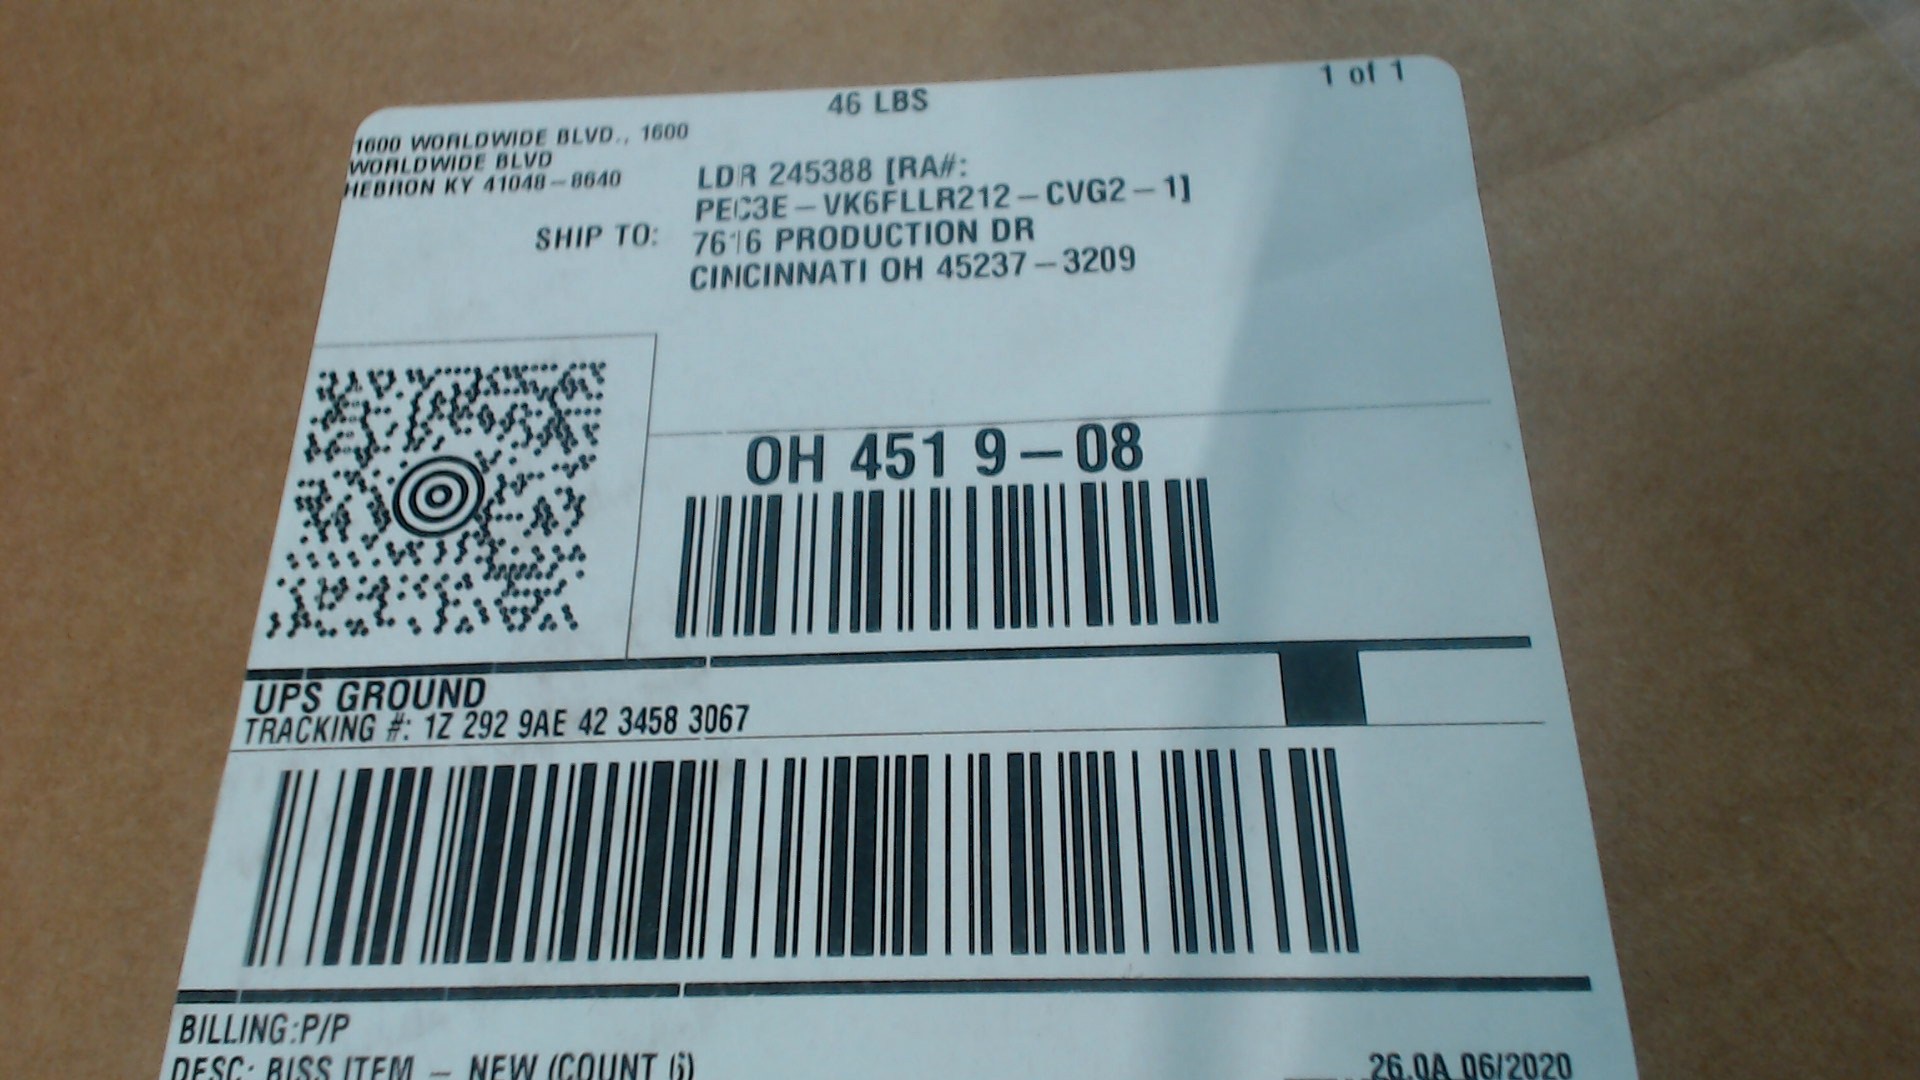 46 LBS
1 of 1
1600 WORLDWIDE BLVD., 1600
WORLDWIDE BLVD
HEBRON KY 41048-8640
LDR 245388 [RA#:
PEC3E-VK6FLLR212-CVG2-1]
SHIP TO: 7616 PRODUCTION DR
CINCINNATI OH 45237-3209
OH 451 9-08
UPS GROUND
TRACKING #: 1Z 292 9AE 42 3458 3067
BILLING:P/P
DESC: BISS ITEM - NEW (COUNT 6)
26.0A 06/2020